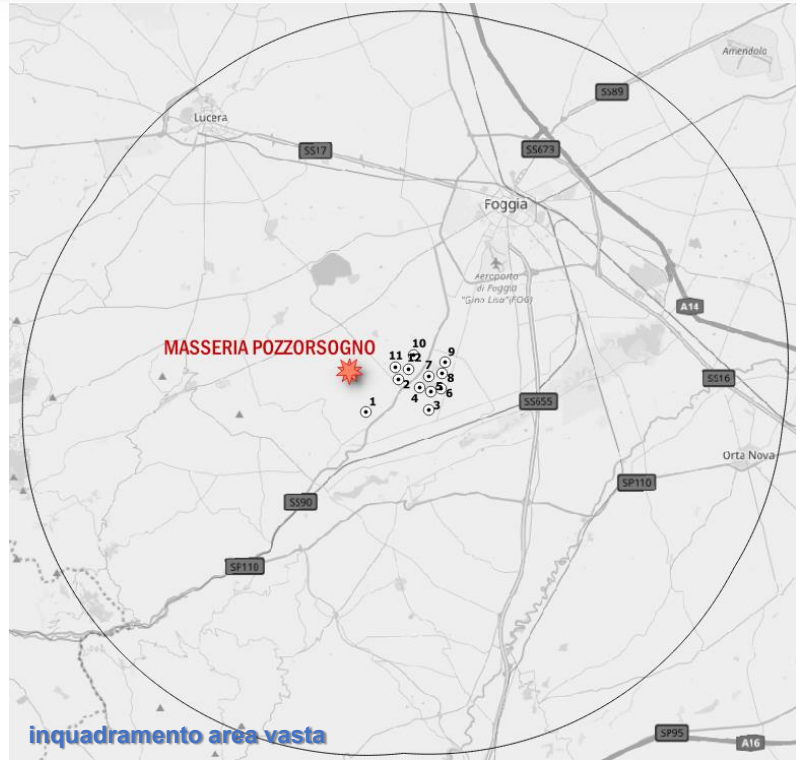 Amendola
SS89
Lucera
SS17
SS673
Foggia
Aeroporto
di Foggia
"Gino Lisa"(FOG)
A14
MASSERIA POZZORSOGNO
10
11
12
9
7
8
2
4
5
6
1
3
SS16
SS655
Orta Nova
SP110
SS90
SP110
inquadramento area vasta
SP95
A16